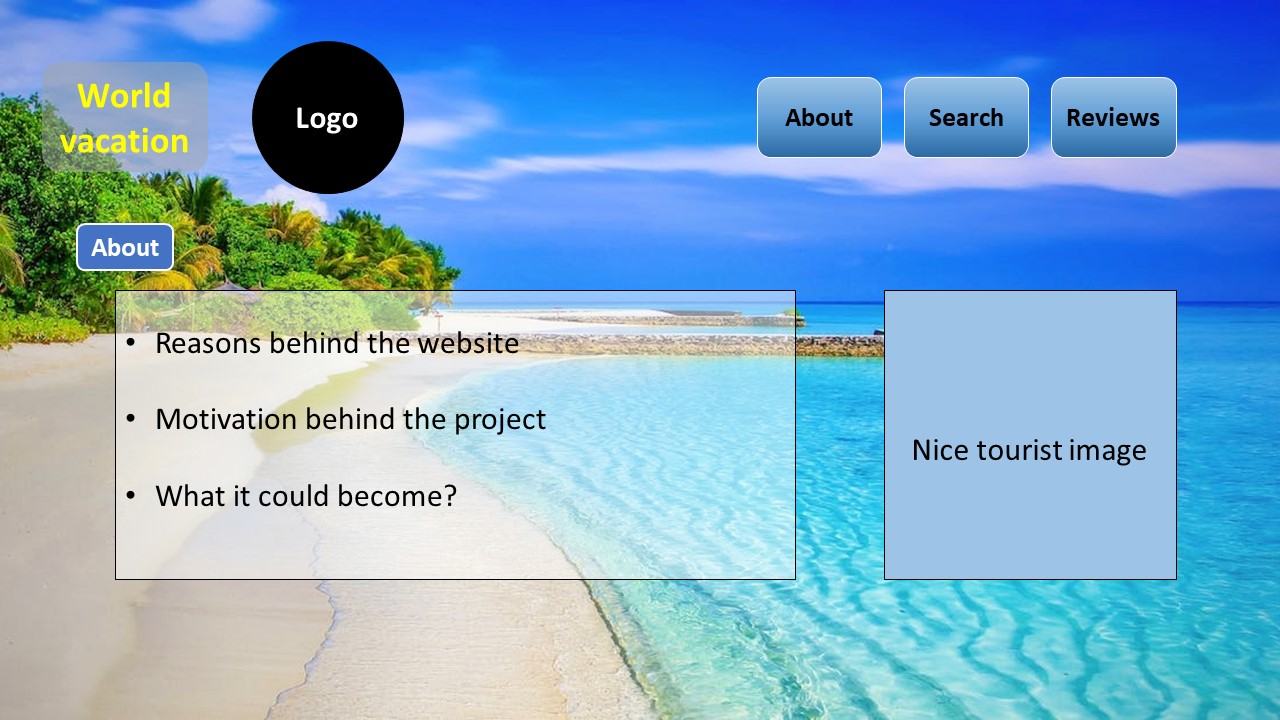 World
vacation
Logo
About
Search
Reviews
About
• Reasons behind the website
• Motivation behind the project
• What it could become?
Nice tourist image